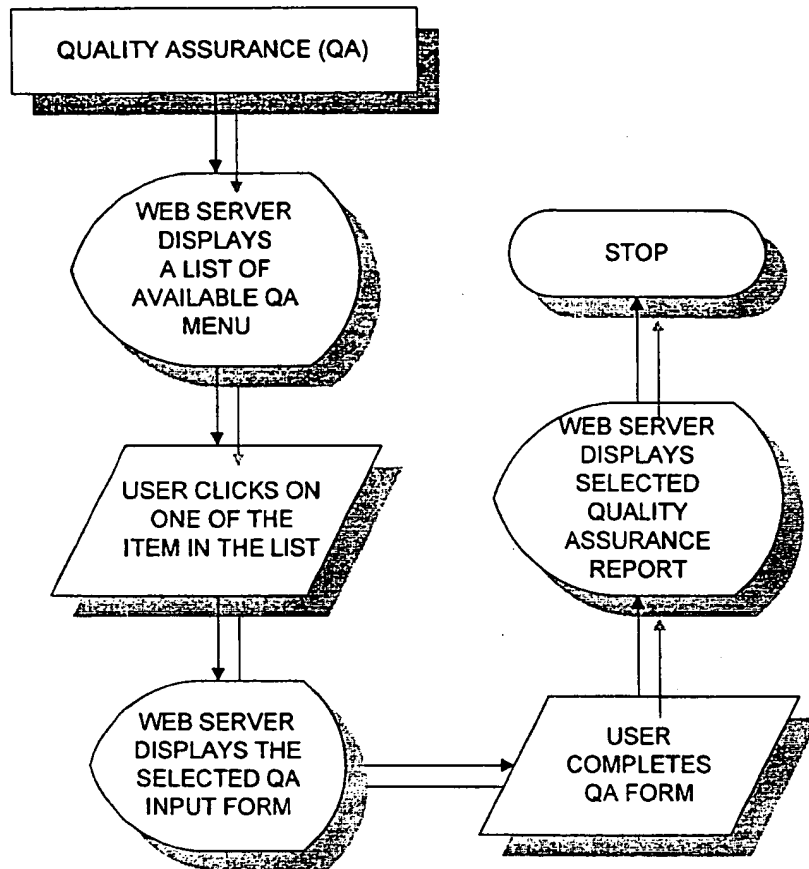 QUALITY ASSURANCE (QA)
WEB SERVER
DISPLAYS
A LIST OF
AVAILABLE QA
MENU
USER CLICKS ON
ONE OF THE
ITEM IN THE LIST
WEB SERVER
DISPLAYS THE
SELECTED QA
INPUT FORM
USER
COMPLETES
QA FORM
WEB SERVER
DISPLAYS
SELECTED
QUALITY
ASSURANCE
REPORT
STOP